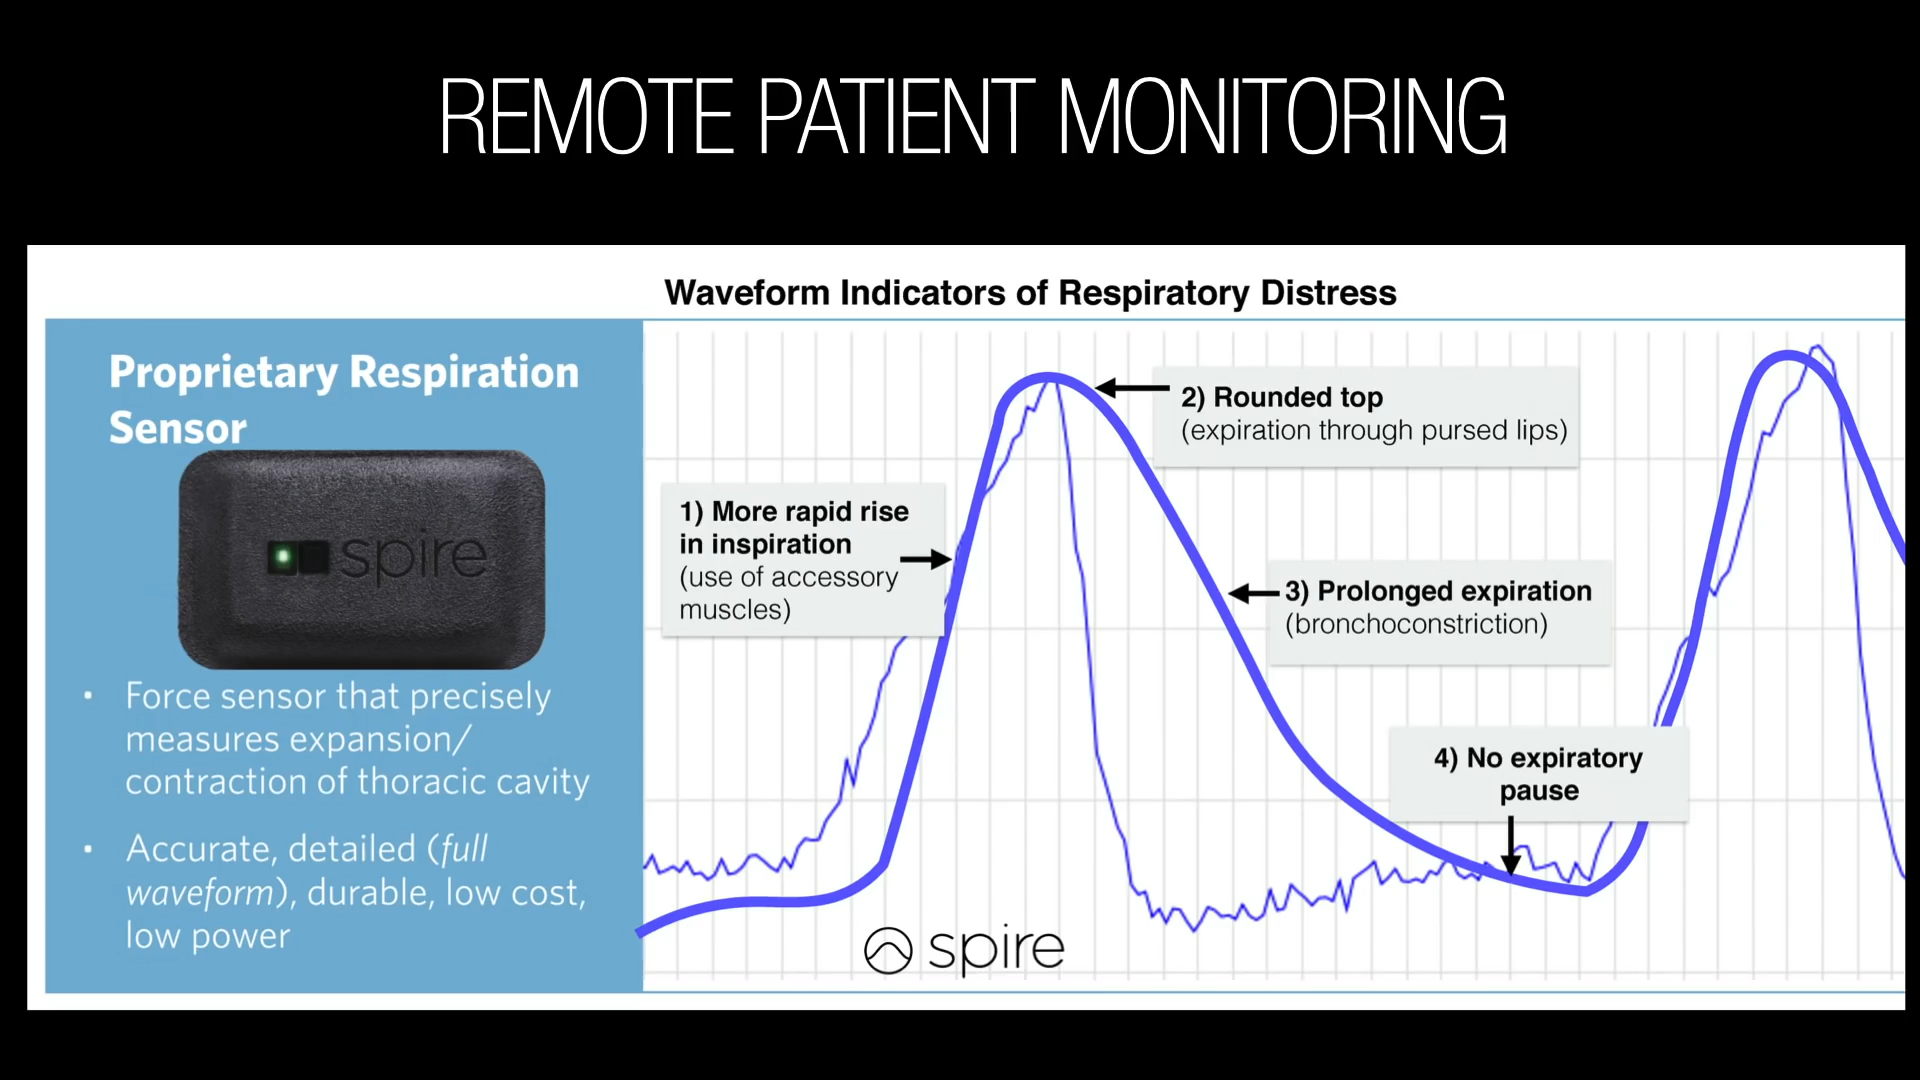 REMOTE PATIENT MONITORING
Waveform Indicators of Respiratory Distress
Proprietary Respiration
Sensor
spire
• Force sensor that precisely
measures expansion/
contraction of thoracic cavity
• Accurate, detailed (full
waveform), durable, low cost,
low power
1) More rapid rise
in inspiration
(use of accessory
muscles)
2) Rounded top
(expiration through pursed lips)
3) Prolonged expiration
(bronchoconstriction)
4) No expiratory
pause
spire